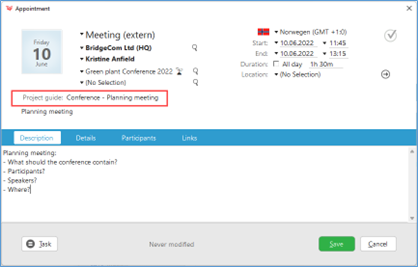 Appointment
Friday
10
June
Meeting (extern)
BridgeCom Ltd (HQ)
Kristine Anfield
Green plant Conference 2022
(No Selection)
Norwegen (GMT +1:0)
Start: 10.06.2022 11:45
End: 10.06.2022 13:15
Duration: All day 1h 30m
Location: (No Selection)
Project guide: Conference - Planning meeting
Planning meeting
Description Details Participants Links
Planning meeting:
- What should the conference contain?
- Participants?
- Speakers?
- Where?
Task Never modified Save Cancel